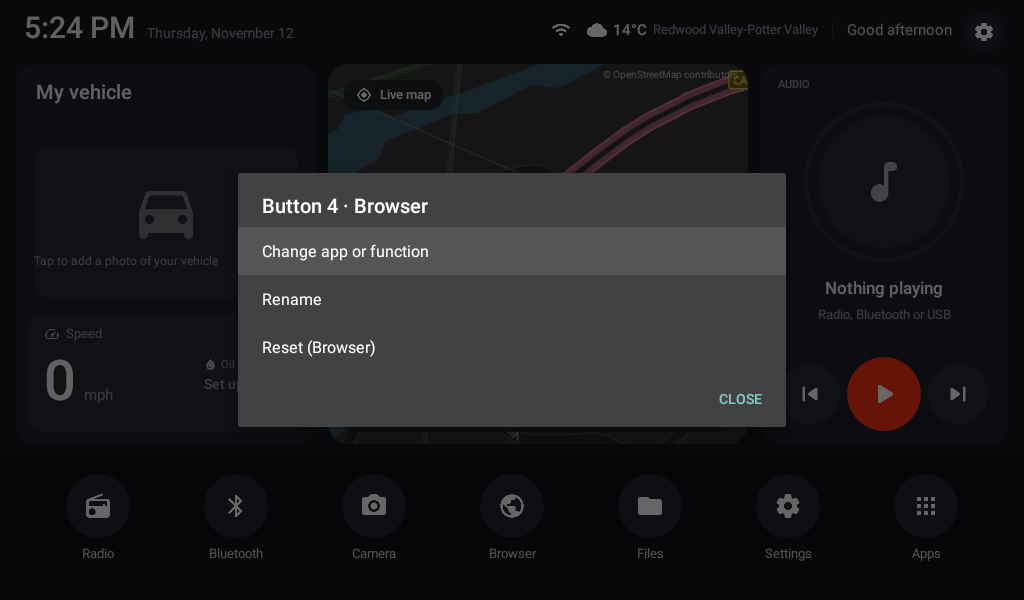 5:24 PM
Thursday, November 12
14°C
Redwood Valley-Potter Valley
Good afternoon
My vehicle
Tap to add a photo of your vehicle
Speed
0 mph
Oil
Live map
© OpenStreetMap contributors
CA
AUDIO
Nothing playing
Radio, Bluetooth or USB
Button 4 · Browser
Change app or function
Rename
Reset (Browser)
CLOSE
Radio
Bluetooth
Camera
Browser
Files
Settings
Apps